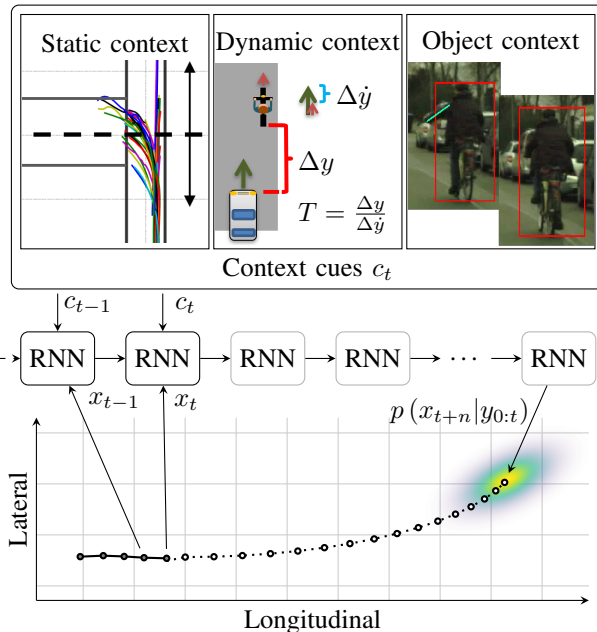 Static context
Dynamic context
Object context
Δẏ
Δy
T = Δy/Δẏ
Context cues c_t
c_{t−1}
c_t
RNN
RNN
RNN
RNN
···
RNN
x_{t−1}
x_t
p (x_{t+n}|y_{0:t})
Lateral
Longitudinal